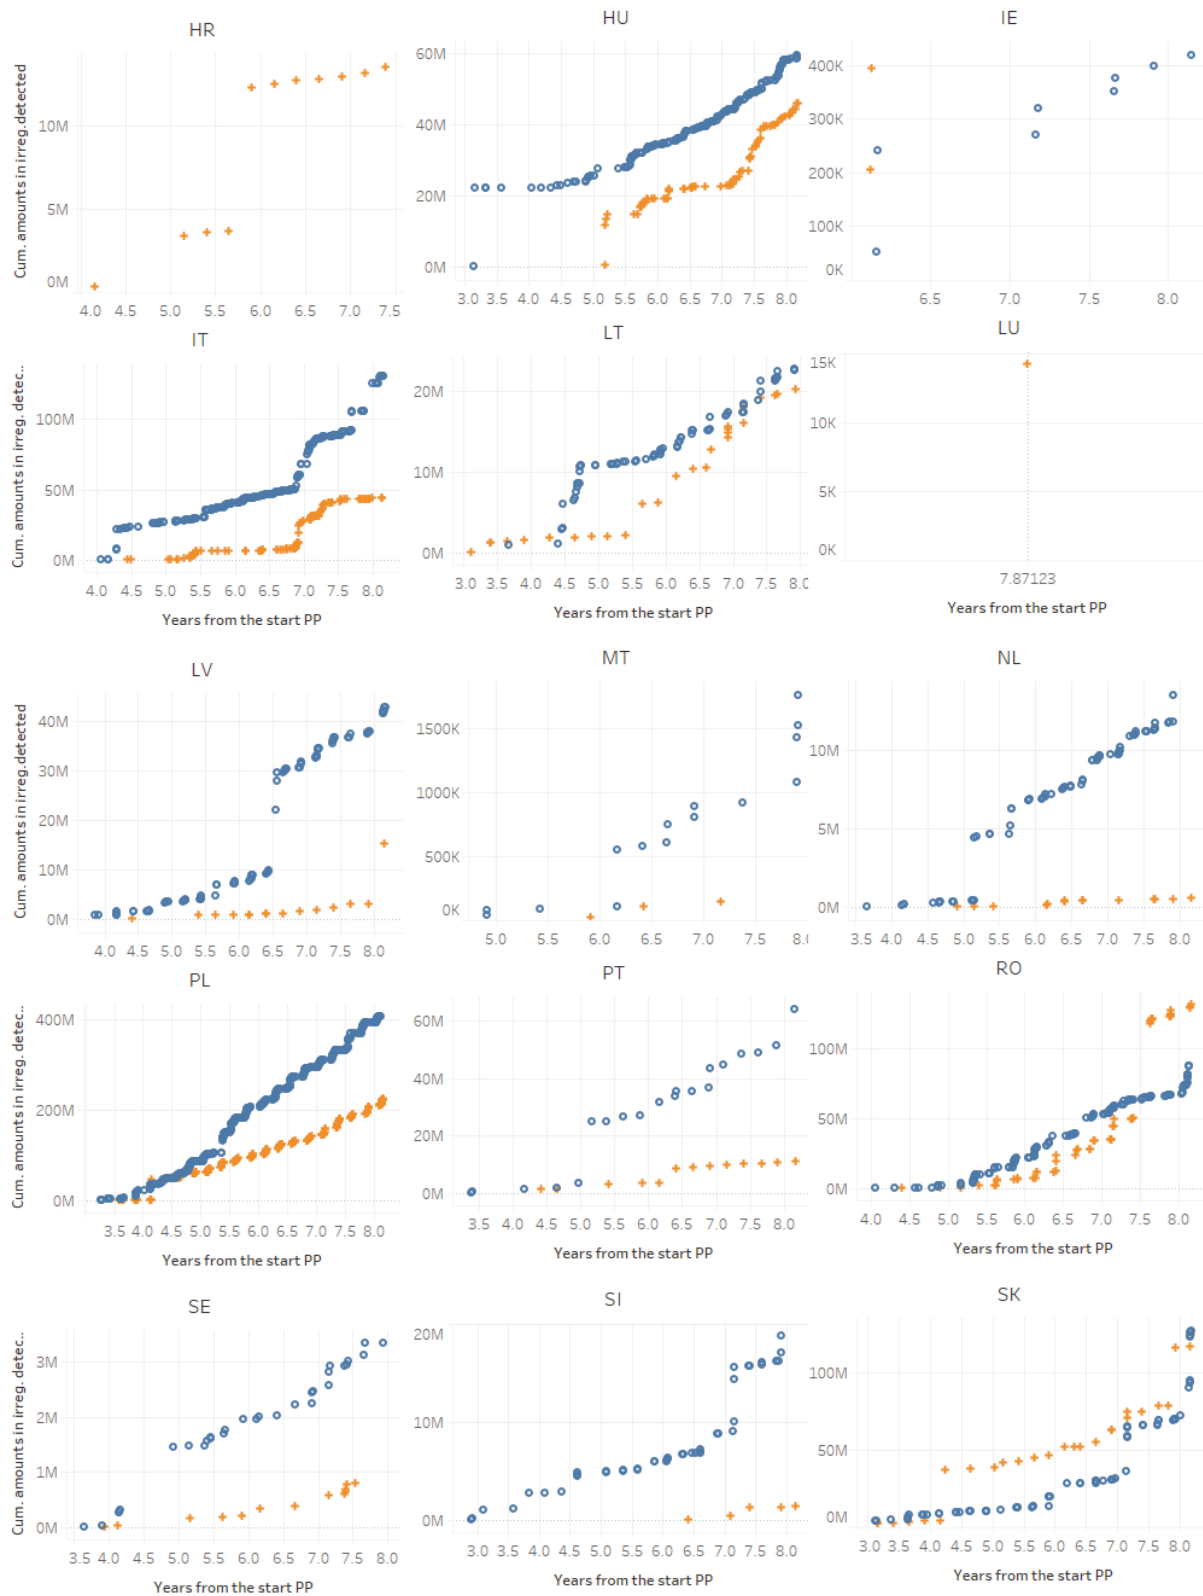 HR HU IE
Cum. amounts in irreg.detected
10M
5M
0M
4.0 4.5 5.0 5.5 6.0 6.5 7.0 7.5
60M
40M
20M
0M
3.0 3.5 4.0 4.5 5.0 5.5 6.0 6.5 7.0 7.5 8.0
400K
300K
200K
100K
0K
6.5 7.0 7.5 8.0
IT LT LU
Cum. amounts in irreg. detec..
100M
50M
0M
4.0 4.5 5.0 5.5 6.0 6.5 7.0 7.5 8.0
Years from the start PP
20M
10M
0M
3.0 3.5 4.0 4.5 5.0 5.5 6.0 6.5 7.0 7.5 8.0
Years from the start PP
15K
10K
5K
0K
7.87123
Years from the start PP
LV MT NL
Cum. amounts in irreg.detected
40M
30M
20M
10M
0M
4.0 4.5 5.0 5.5 6.0 6.5 7.0 7.5 8.0
1500K
1000K
500K
0K
5.0 5.5 6.0 6.5 7.0 7.5
10M
5M
0M
3.5 4.0 4.5 5.0 5.5 6.0 6.5 7.0 7.5 8.0
PL PT RO
Cum. amounts in irreg. detec..
400M
200M
0M
3.5 4.0 4.5 5.0 5.5 6.0 6.5 7.0 7.5 8.0
Years from the start PP
60M
40M
20M
0M
3.5 4.0 4.5 5.0 5.5 6.0 6.5 7.0 7.5 8.0
Years from the start PP
100M
50M
0M
4.0 4.5 5.0 5.5 6.0 6.5 7.0 7.5 8.0
Years from the start PP
SE SI SK
Cum. amounts in irreg. detec..
3M
2M
1M
0M
3.5 4.0 4.5 5.0 5.5 6.0 6.5 7.0 7.5 8.0
Years from the start PP
20M
10M
0M
3.0 3.5 4.0 4.5 5.0 5.5 6.0 6.5 7.0 7.5 8.0
Years from the start PP
100M
50M
0M
3.0 3.5 4.0 4.5 5.0 5.5 6.0 6.5 7.0 7.5 8.0
Years from the start PP